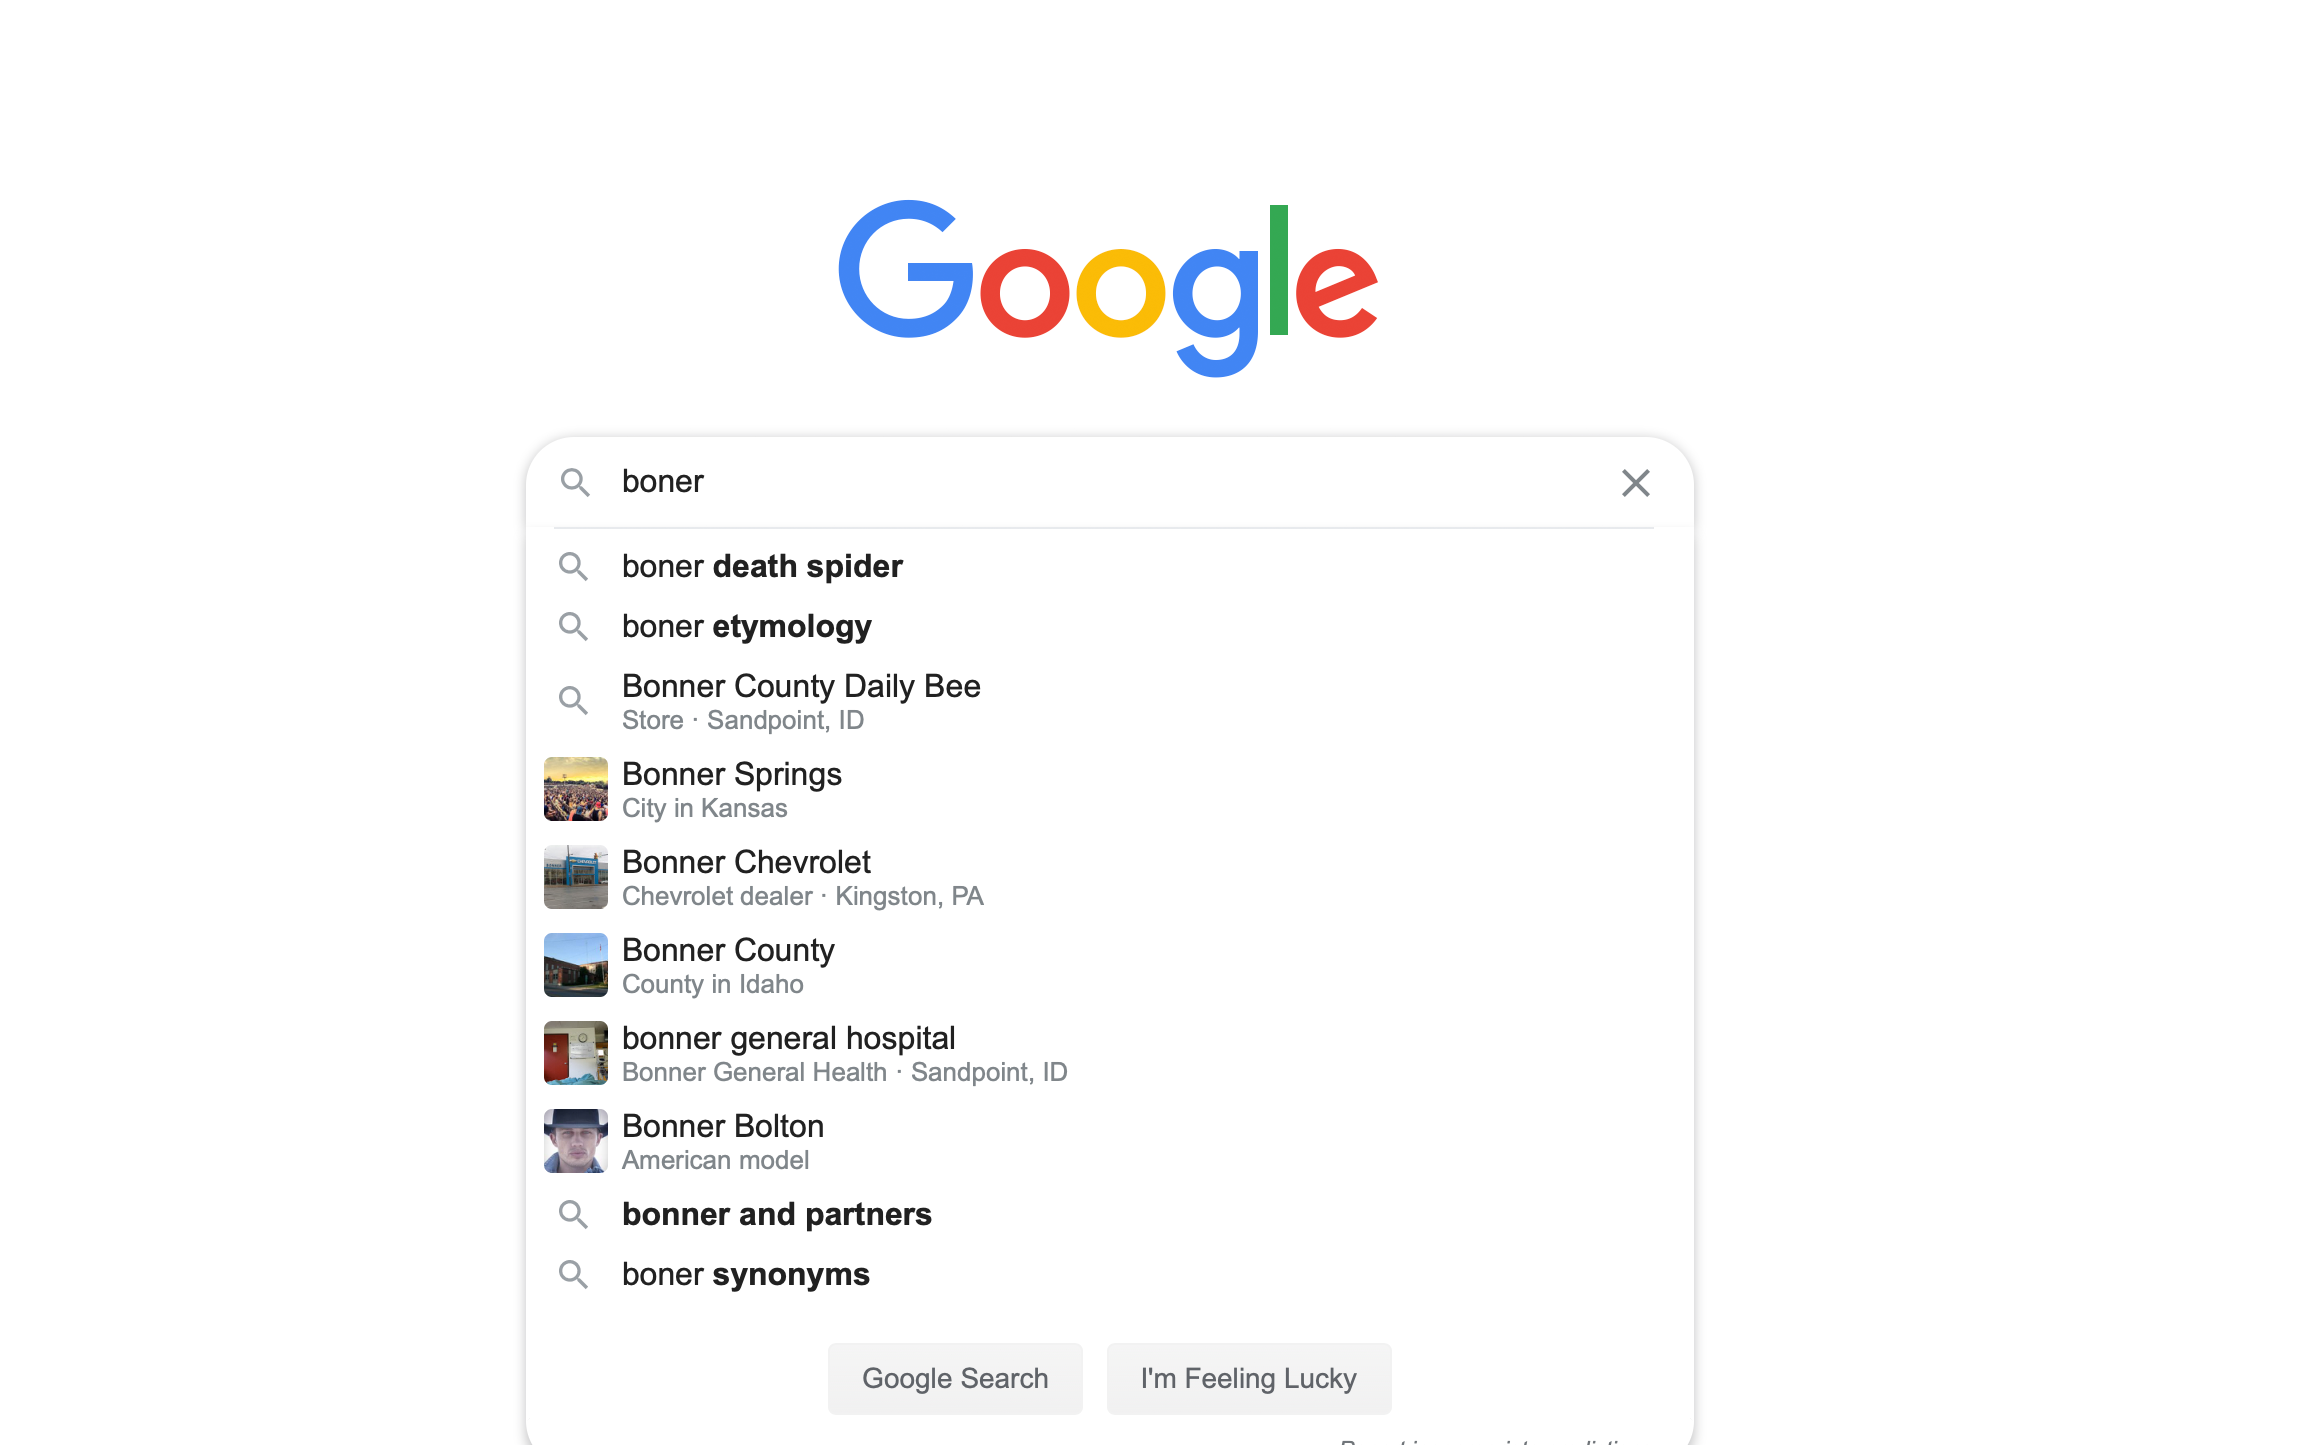 Google
boner
boner death spider
boner etymology
Bonner County Daily Bee
Store · Sandpoint, ID
Bonner Springs
City in Kansas
Bonner Chevrolet
Chevrolet dealer · Kingston, PA
Bonner County
County in Idaho
bonner general hospital
Bonner General Health · Sandpoint, ID
Bonner Bolton
American model
bonner and partners
boner synonyms
Google Search
I'm Feeling Lucky